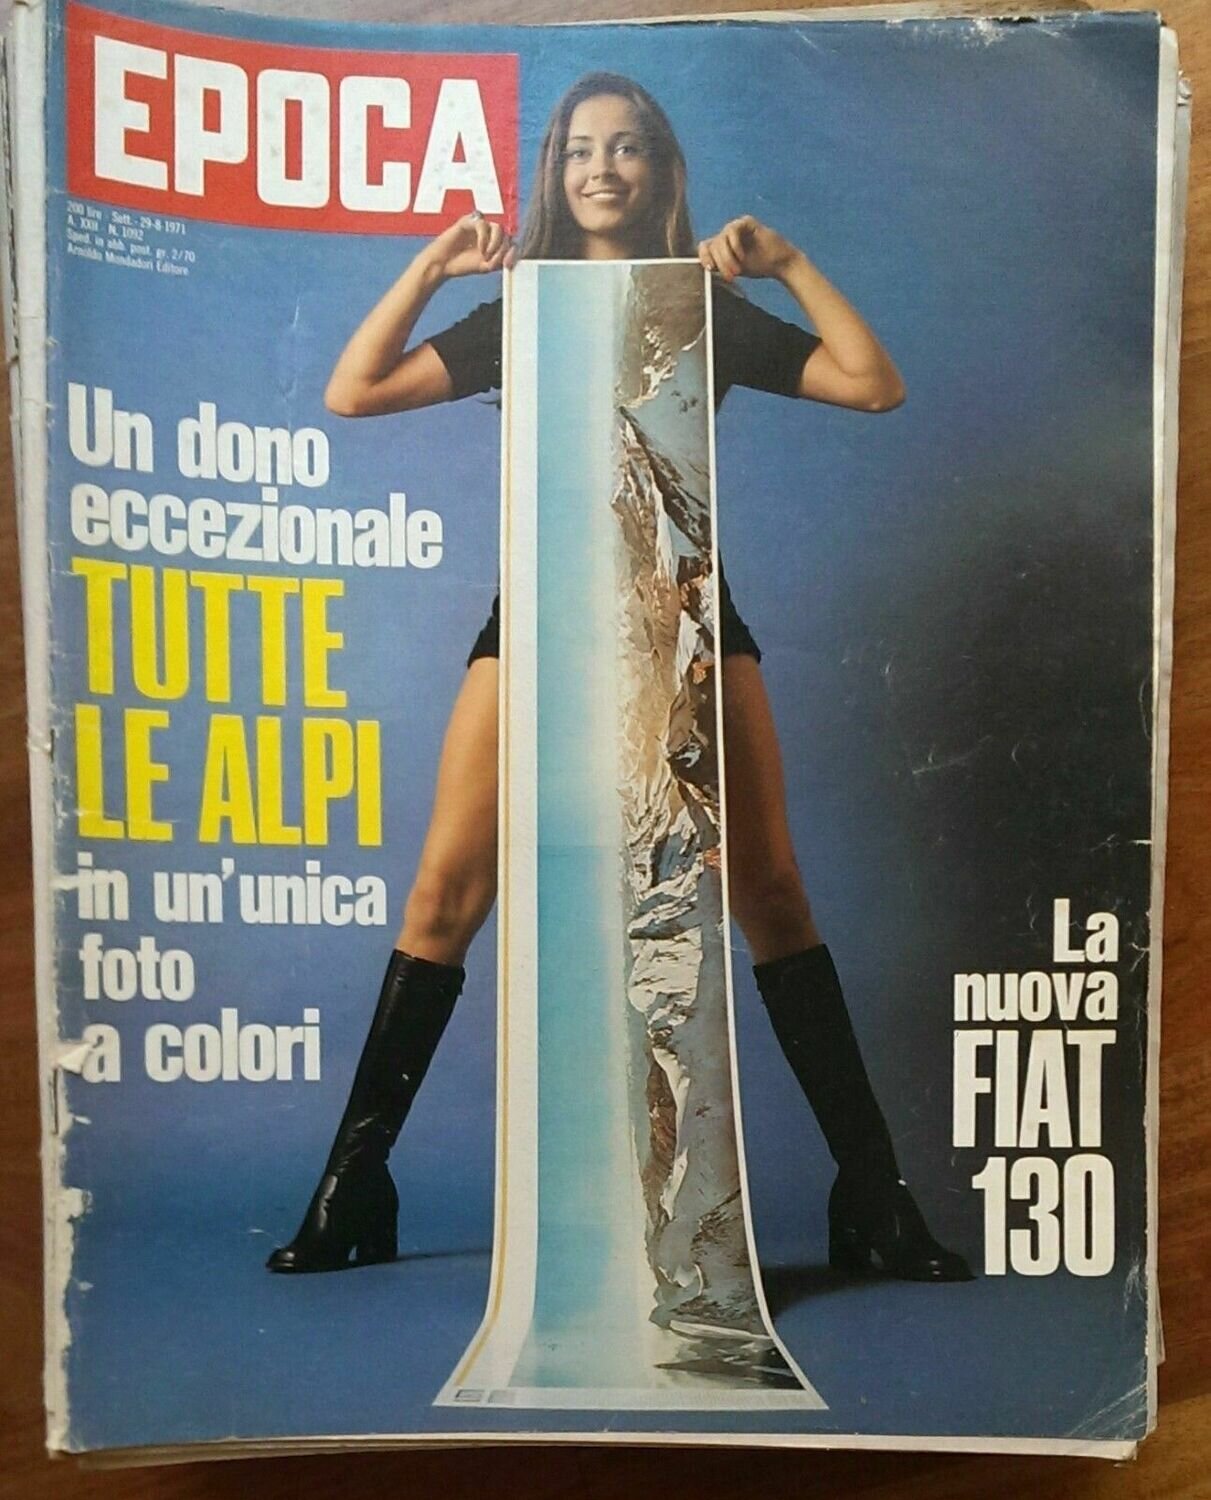 EPOCA
200 lire - Sett. - 29-8-1971
A. XXII - N. 1092
Sped. in abb. post. gr. 2/70
Arnoldo Mondadori Editore
Un dono
eccezionale
TUTTE
LE ALPI
in un'unica
foto
a colori
La
nuova
FIAT
130